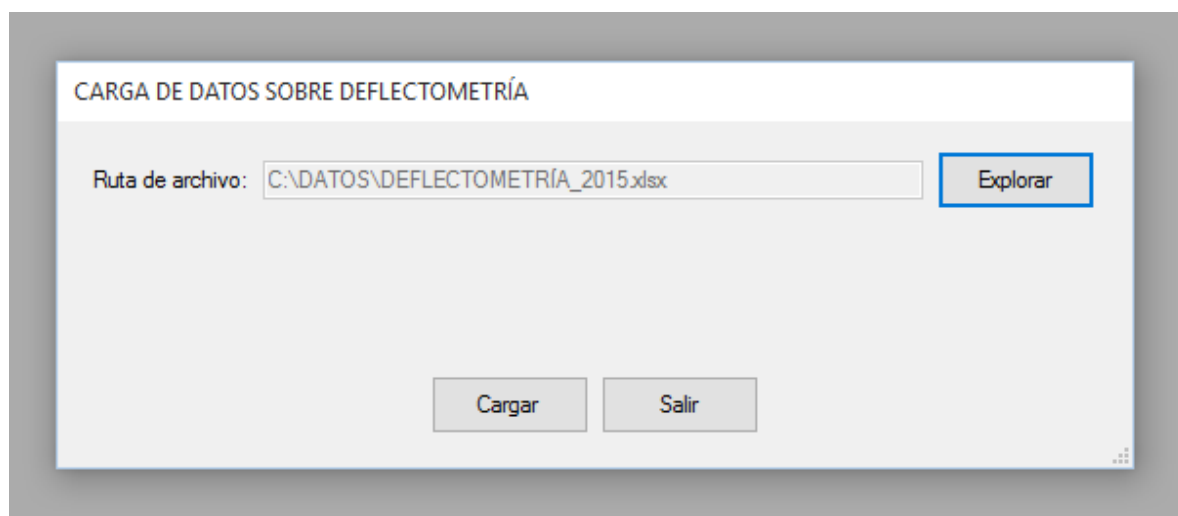 CARGA DE DATOS SOBRE DEFLECTOMETRÍA
Ruta de archivo: C:\DATOS\DEFLECTOMETRÍA_2015.xlsx Explorar
Cargar Salir